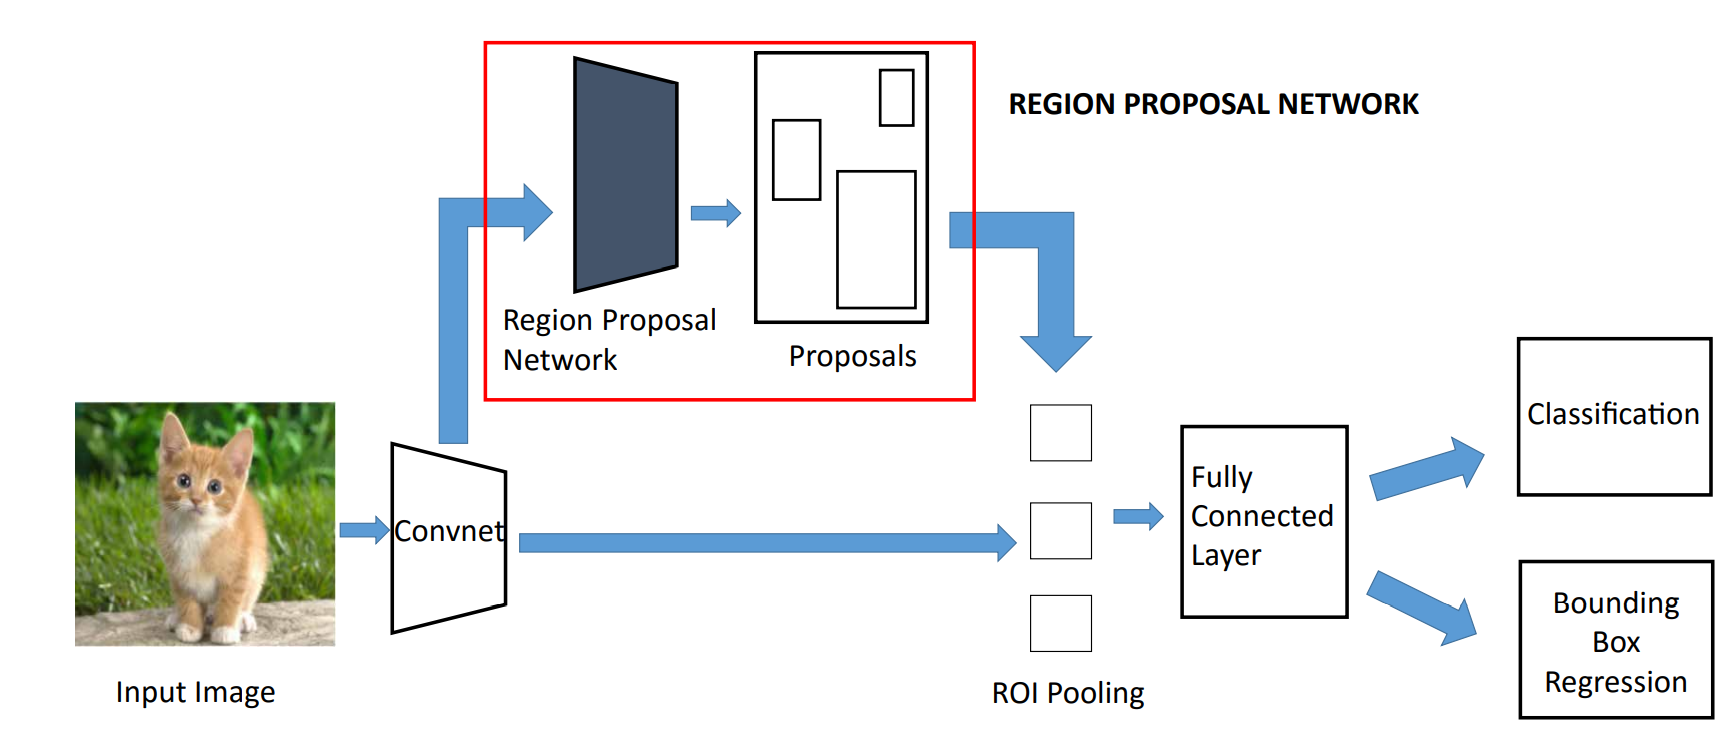 REGION PROPOSAL NETWORK
Region Proposal
Network
Proposals
Classification
Fully
Connected
Layer
Convnet
Bounding
Box
Regression
Input Image
ROI Pooling